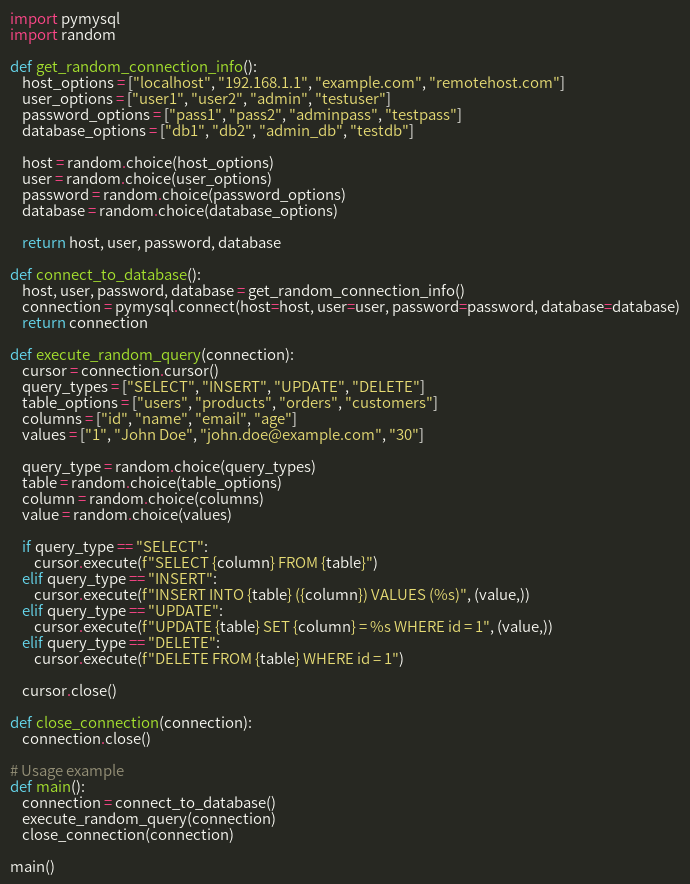 import pymysql
import random

def get_random_connection_info():
    host_options = ["localhost", "192.168.1.1", "example.com", "remotehost.com"]
    user_options = ["user1", "user2", "admin", "testuser"]
    password_options = ["pass1", "pass2", "adminpass", "testpass"]
    database_options = ["db1", "db2", "admin_db", "testdb"]

    host = random.choice(host_options)
    user = random.choice(user_options)
    password = random.choice(password_options)
    database = random.choice(database_options)

    return host, user, password, database

def connect_to_database():
    host, user, password, database = get_random_connection_info()
    connection = pymysql.connect(host=host, user=user, password=password, database=database)
    return connection

def execute_random_query(connection):
    cursor = connection.cursor()
    query_types = ["SELECT", "INSERT", "UPDATE", "DELETE"]
    table_options = ["users", "products", "orders", "customers"]
    columns = ["id", "name", "email", "age"]
    values = ["1", "John Doe", "john.doe@example.com", "30"]

    query_type = random.choice(query_types)
    table = random.choice(table_options)
    column = random.choice(columns)
    value = random.choice(values)

    if query_type == "SELECT":
        cursor.execute(f"SELECT {column} FROM {table}")
    elif query_type == "INSERT":
        cursor.execute(f"INSERT INTO {table} ({column}) VALUES (%s)", (value,))
    elif query_type == "UPDATE":
        cursor.execute(f"UPDATE {table} SET {column} = %s WHERE id = 1", (value,))
    elif query_type == "DELETE":
        cursor.execute(f"DELETE FROM {table} WHERE id = 1")

    cursor.close()

def close_connection(connection):
    connection.close()

# Usage example
def main():
    connection = connect_to_database()
    execute_random_query(connection)
    close_connection(connection)

main()